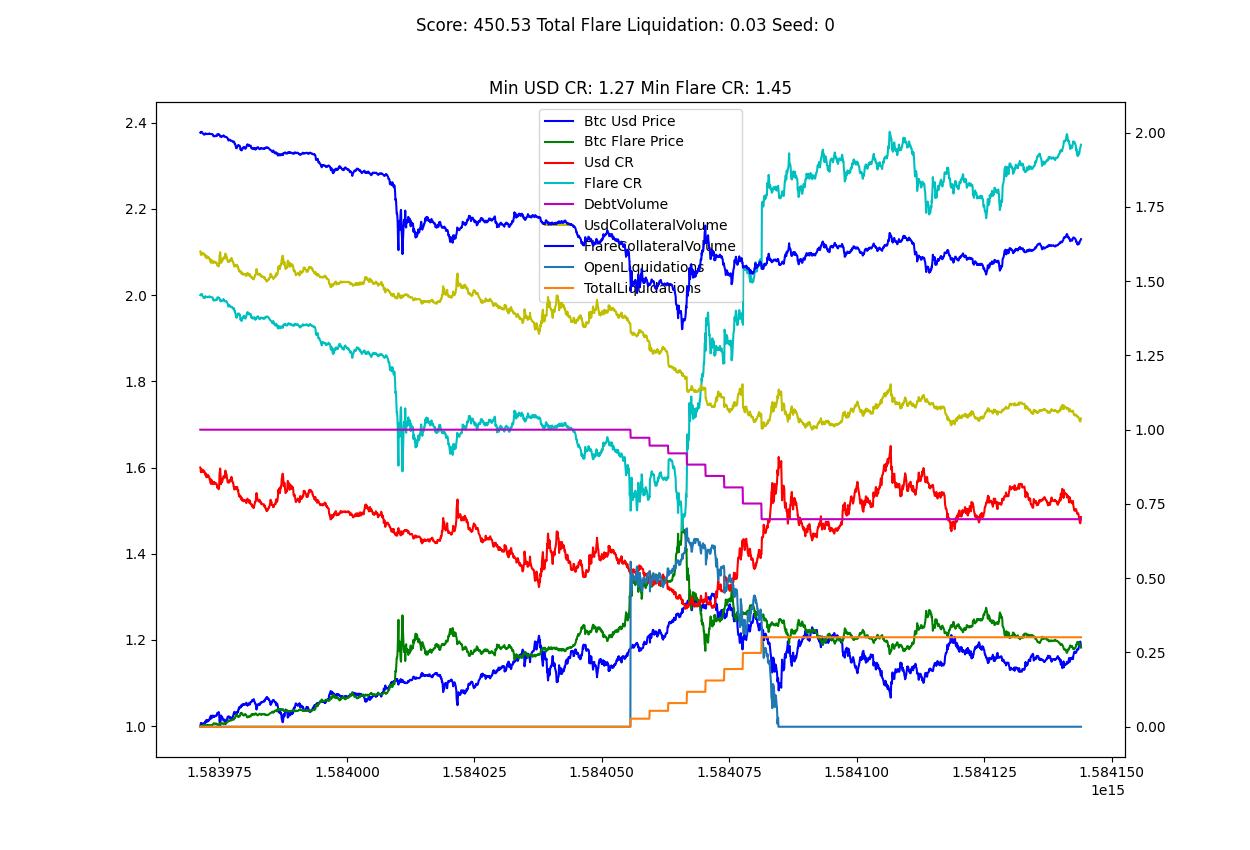 Score: 450.53 Total Flare Liquidation: 0.03 Seed: 0
Min USD CR: 1.27 Min Flare CR: 1.45
Btc Usd Price
Btc Flare Price
Usd CR
Flare CR
DebtVolume
UsdCollateralVolume
FlareCollateralVolume
OpenLiquidations
TotalLiquidations
2.4
2.2
2.0
1.8
1.6
1.4
1.2
1.0
2.00
1.75
1.50
1.25
1.00
0.75
0.50
0.25
0.00
1.583975 1.584000 1.584025 1.584050 1.584075 1.584100 1.584125 1.584150
1e15